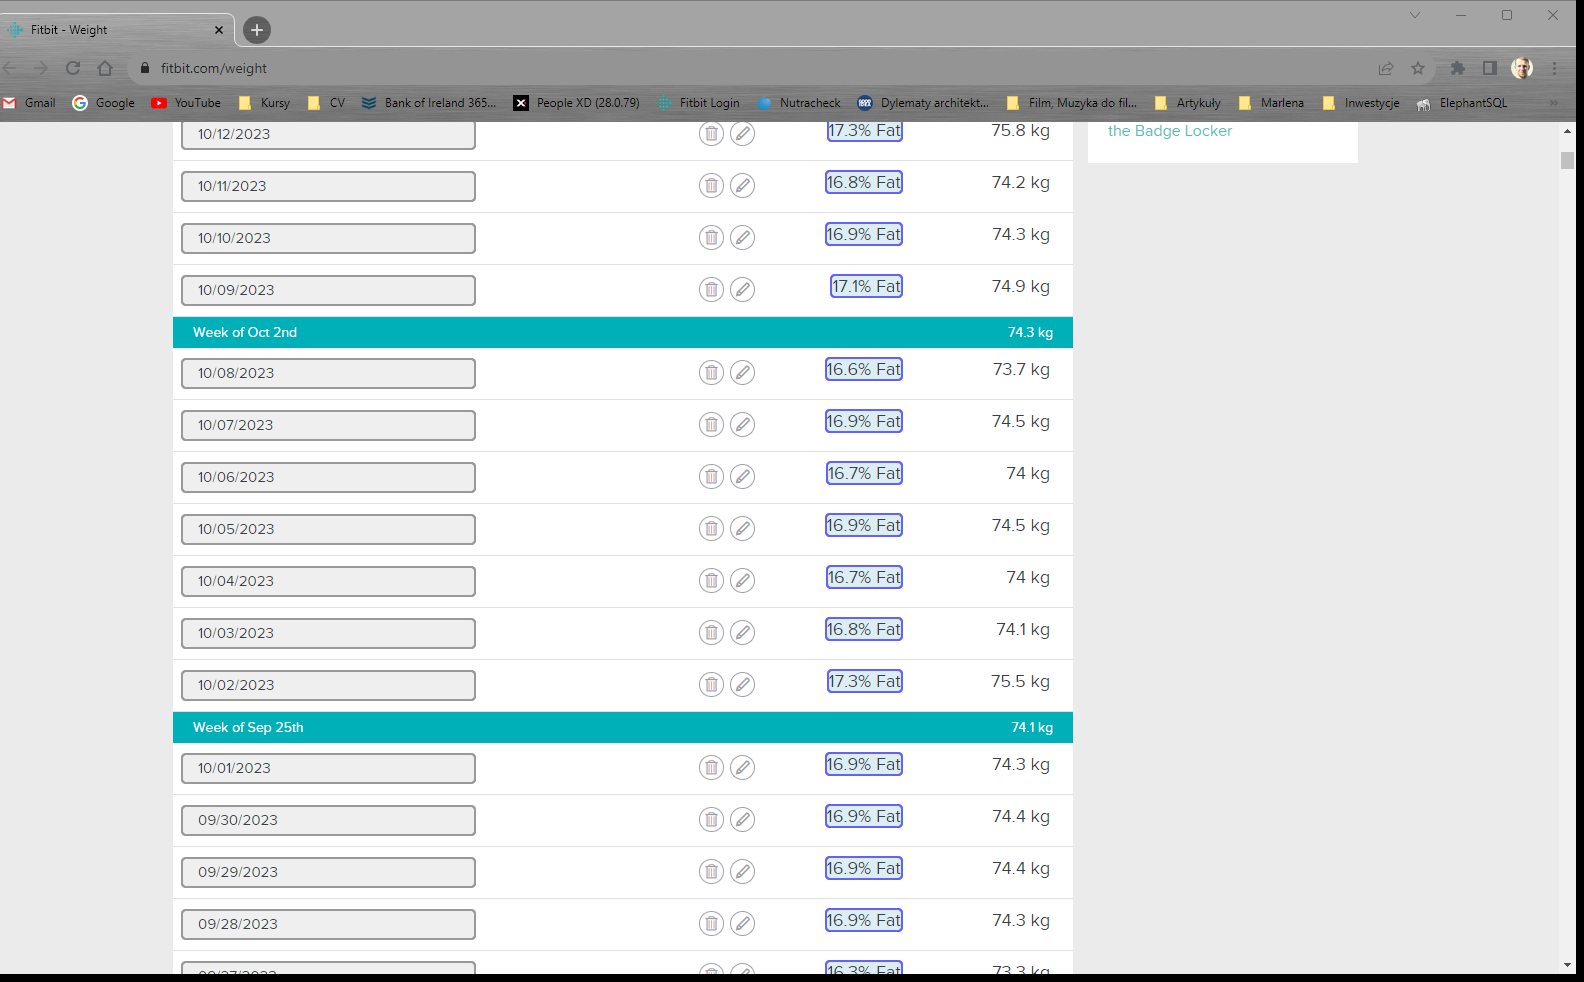 Fitbit - Weight
fitbit.com/weight
Gmail Google YouTube Kursy CV Bank of Ireland 365... People XD (28.0.79) Fitbit Login Nutracheck Dylematy architekt... Film, Muzyka do fil... Artykuły Marlena Inwestycje ElephantSQL
10/12/2023 17.3% Fat 75.8 kg
the Badge Locker
10/11/2023 16.8% Fat 74.2 kg
10/10/2023 16.9% Fat 74.3 kg
10/09/2023 17.1% Fat 74.9 kg
Week of Oct 2nd 74.3 kg
10/08/2023 16.6% Fat 73.7 kg
10/07/2023 16.9% Fat 74.5 kg
10/06/2023 16.7% Fat 74 kg
10/05/2023 16.9% Fat 74.5 kg
10/04/2023 16.7% Fat 74 kg
10/03/2023 16.8% Fat 74.1 kg
10/02/2023 17.3% Fat 75.5 kg
Week of Sep 25th 74.1 kg
10/01/2023 16.9% Fat 74.3 kg
09/30/2023 16.9% Fat 74.4 kg
09/29/2023 16.9% Fat 74.4 kg
09/28/2023 16.9% Fat 74.3 kg
09/27/2023 16.3% Fat 73.3 kg